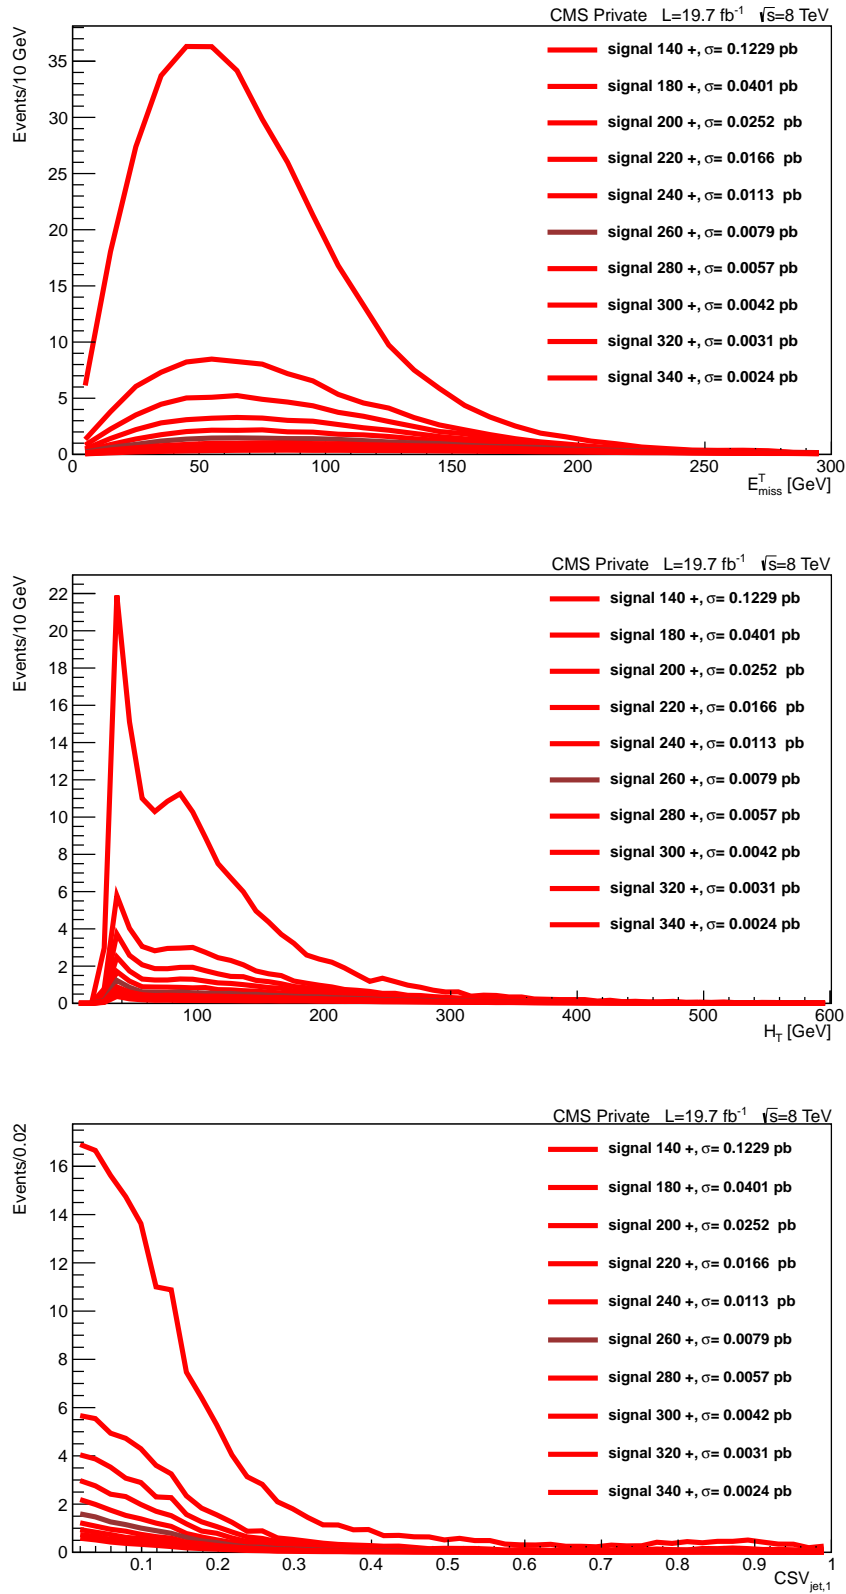 CMS Private L=19.7 fb⁻¹ √s=8 TeV
Events/10 GeV
signal 140 +, σ= 0.1229 pb
signal 180 +, σ= 0.0401 pb
signal 200 +, σ= 0.0252 pb
signal 220 +, σ= 0.0166 pb
signal 240 +, σ= 0.0113 pb
signal 260 +, σ= 0.0079 pb
signal 280 +, σ= 0.0057 pb
signal 300 +, σ= 0.0042 pb
signal 320 +, σ= 0.0031 pb
signal 340 +, σ= 0.0024 pb
35
30
25
20
15
10
5
0
0 50 100 150 200 250 300
E^T_miss [GeV]
CMS Private L=19.7 fb⁻¹ √s=8 TeV
Events/10 GeV
signal 140 +, σ= 0.1229 pb
signal 180 +, σ= 0.0401 pb
signal 200 +, σ= 0.0252 pb
signal 220 +, σ= 0.0166 pb
signal 240 +, σ= 0.0113 pb
signal 260 +, σ= 0.0079 pb
signal 280 +, σ= 0.0057 pb
signal 300 +, σ= 0.0042 pb
signal 320 +, σ= 0.0031 pb
signal 340 +, σ= 0.0024 pb
22
20
18
16
14
12
10
8
6
4
2
0
100 200 300 400 500 600
H_T [GeV]
CMS Private L=19.7 fb⁻¹ √s=8 TeV
Events/0.02
signal 140 +, σ= 0.1229 pb
signal 180 +, σ= 0.0401 pb
signal 200 +, σ= 0.0252 pb
signal 220 +, σ= 0.0166 pb
signal 240 +, σ= 0.0113 pb
signal 260 +, σ= 0.0079 pb
signal 280 +, σ= 0.0057 pb
signal 300 +, σ= 0.0042 pb
signal 320 +, σ= 0.0031 pb
signal 340 +, σ= 0.0024 pb
16
14
12
10
8
6
4
2
0
0.1 0.2 0.3 0.4 0.5 0.6 0.7 0.8 0.9 1
CSV_jet,1